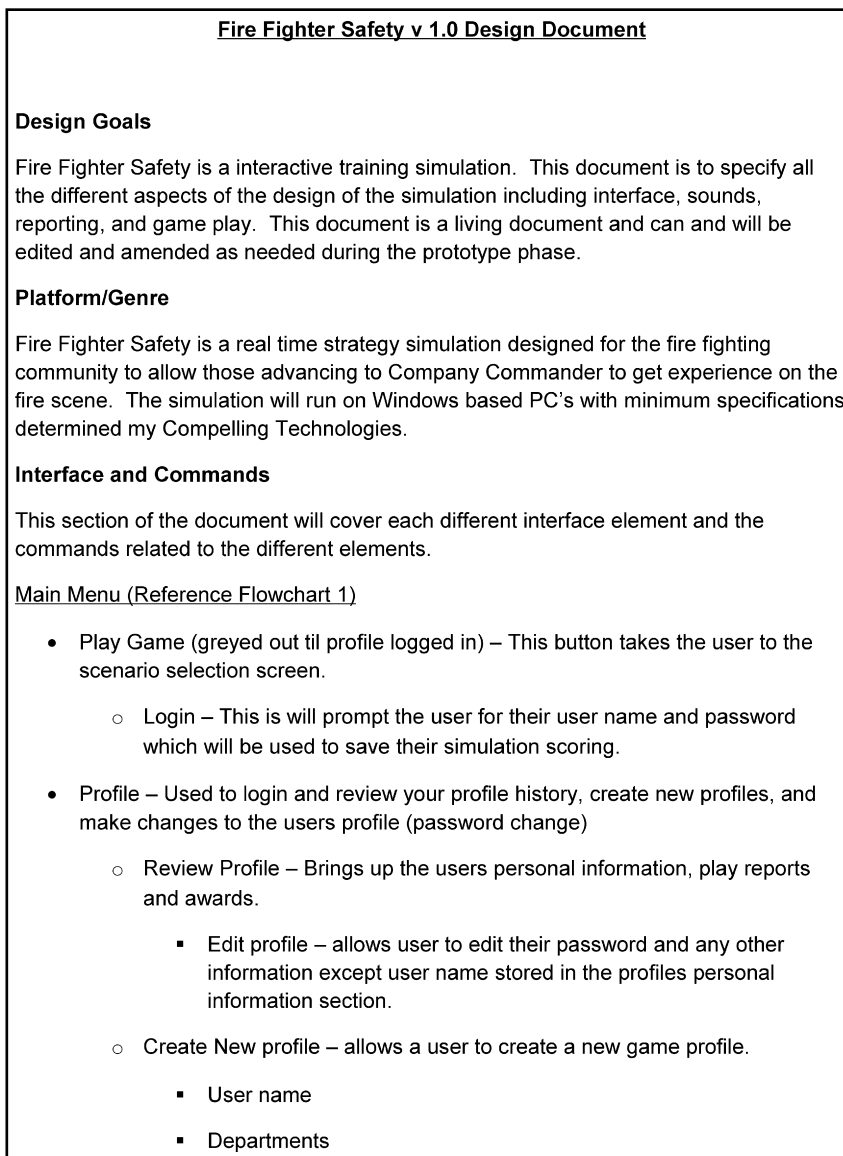 Fire Fighter Safety v 1.0 Design Document
Design Goals
Fire Fighter Safety is a interactive training simulation.  This document is to specify all
the different aspects of the design of the simulation including interface, sounds,
reporting, and game play.  This document is a living document and can and will be
edited and amended as needed during the prototype phase.
Platform/Genre
Fire Fighter Safety is a real time strategy simulation designed for the fire fighting
community to allow those advancing to Company Commander to get experience on the
fire scene.  The simulation will run on Windows based PC’s with minimum specifications
determined my Compelling Technologies.
Interface and Commands
This section of the document will cover each different interface element and the
commands related to the different elements.
Main Menu (Reference Flowchart 1)
• Play Game (greyed out til profile logged in) – This button takes the user to the
scenario selection screen.
○ Login – This is will prompt the user for their user name and password
which will be used to save their simulation scoring.
• Profile – Used to login and review your profile history, create new profiles, and
make changes to the users profile (password change)
○ Review Profile – Brings up the users personal information, play reports
and awards.
▪ Edit profile – allows user to edit their password and any other
information except user name stored in the profiles personal
information section.
○ Create New profile – allows a user to create a new game profile.
▪ User name
▪ Departments